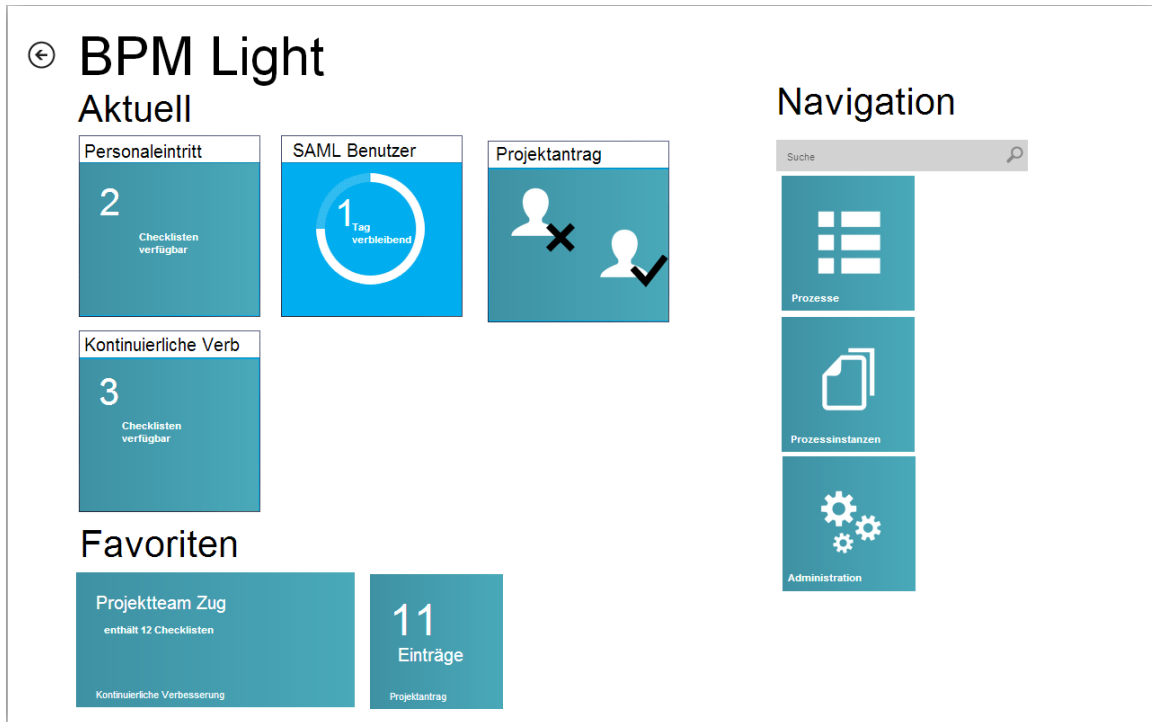 BPM Light
Aktuell
Personaleintritt
2
Checklisten
verfügbar
SAML Benutzer
1
Tag
verbleibend
Projektantrag
Kontinuierliche Verb
3
Checklisten
verfügbar
Favoriten
Projektteam Zug
enthält 12 Checklisten
Kontinuierliche Verbesserung
11
Einträge
Projektantrag
Navigation
Suche
Prozesse
Prozessinstanzen
Administration